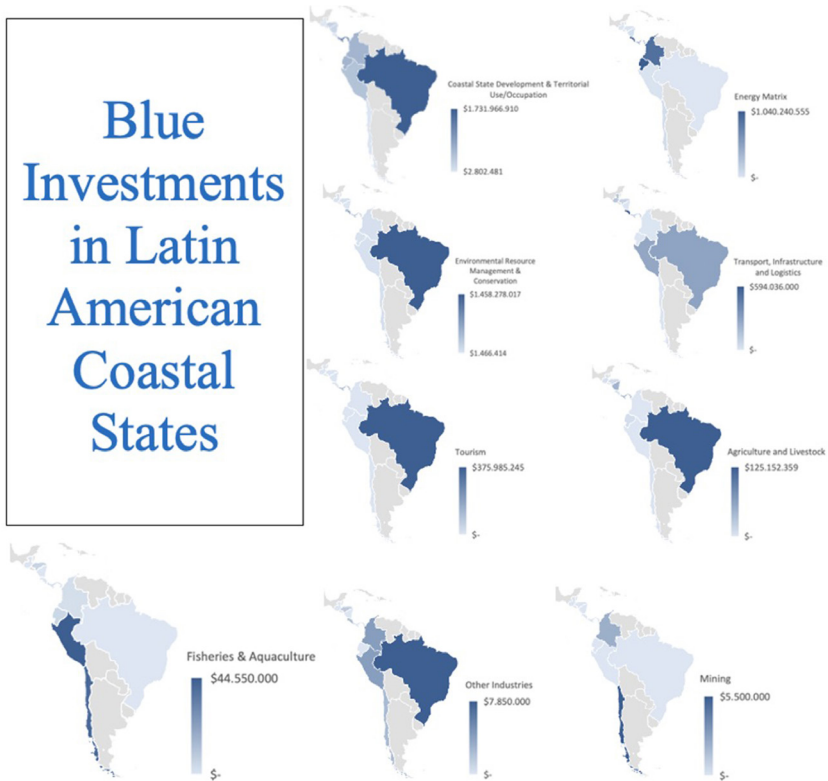 Blue
Investments
in Latin
American
Coastal
States
Coastal State Development & Territorial
Use/Occupation
$1.731.966.910
$2.802.481
Energy Matrix
$1.040.240.555
$-
Environmental Resource
Management &
Conservation
$1.458.278.017
$1.466.414
Transport, Infrastructure
and Logistics
$594.036.000
$-
Tourism
$375.985.245
$-
Agriculture and Livestock
$125.152.359
$-
Fisheries & Aquaculture
$44.550.000
$-
Other Industries
$7.850.000
$-
Mining
$5.500.000
$-